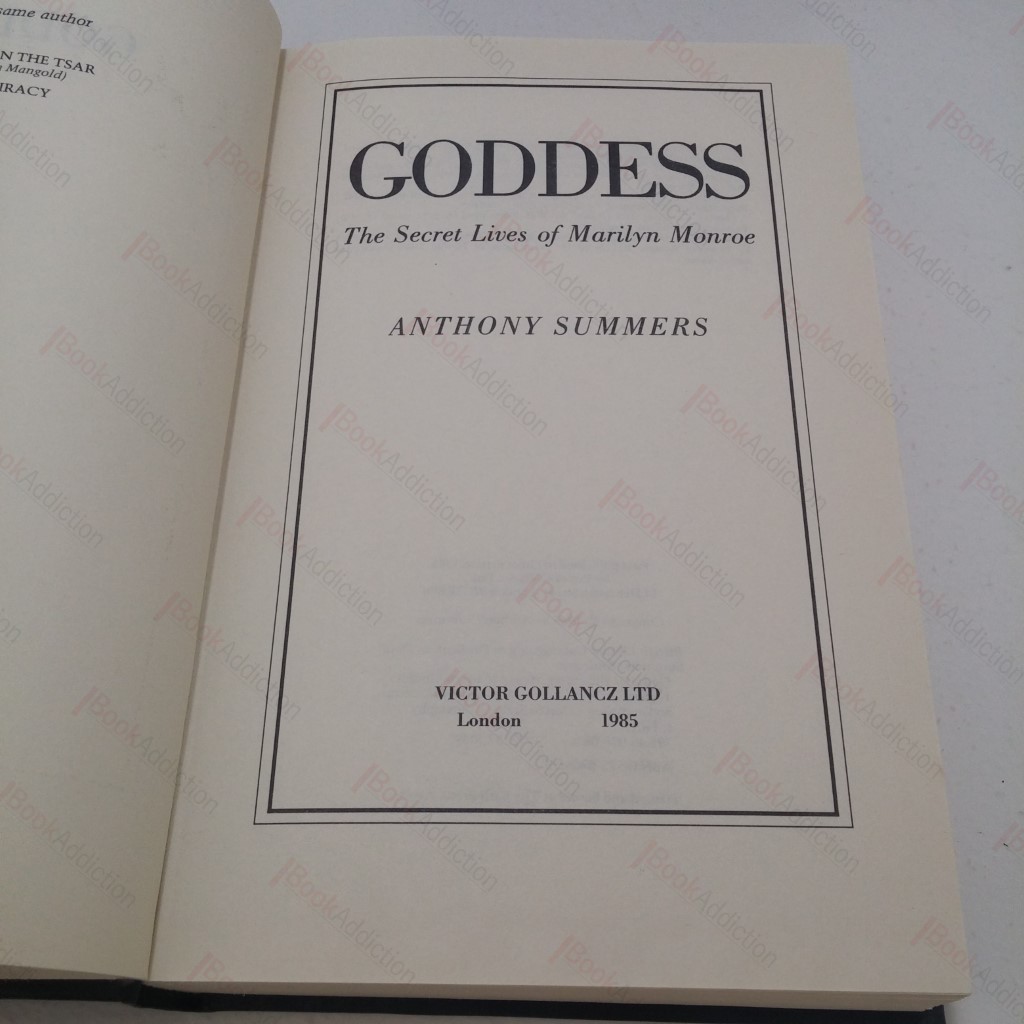 same author
N THE TSAR
Mangold)
IRACY
GODDESS
The Secret Lives of Marilyn Monroe
ANTHONY SUMMERS
VICTOR GOLLANCZ LTD
London 1985
BookAddiction